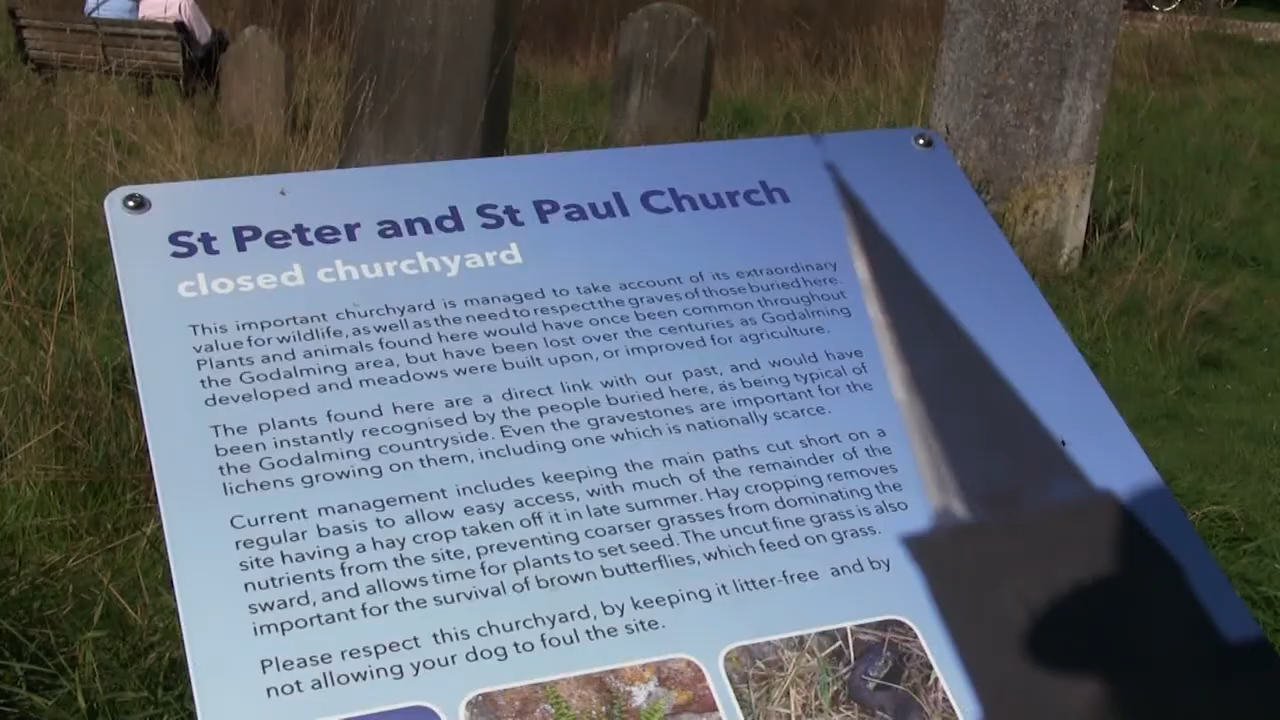 St Peter and St Paul Church
closed churchyard
This important churchyard is managed to take account of its extraordinary
value for wildlife, as well as the need to respect the graves of those buried here.
Plants and animals found here would have once been common throughout
the Godalming area, but have been lost over the centuries as Godalming
developed and meadows were built upon, or improved for agriculture.
The plants found here are a direct link with our past, and would have
been instantly recognised by the people buried here, as being typical of
the Godalming countryside. Even the gravestones are important for the
lichens growing on them, including one which is nationally scarce.
Current management includes keeping the main paths cut short on a
regular basis to allow easy access, with much of the remainder of the
site having a hay crop taken off it in late summer. Hay cropping removes
nutrients from the site, preventing coarser grasses from dominating the
sward, and allows time for plants to set seed. The uncut fine grass is also
important for the survival of brown butterflies, which feed on grass.
Please respect this churchyard, by keeping it litter-free and by
not allowing your dog to foul the site.